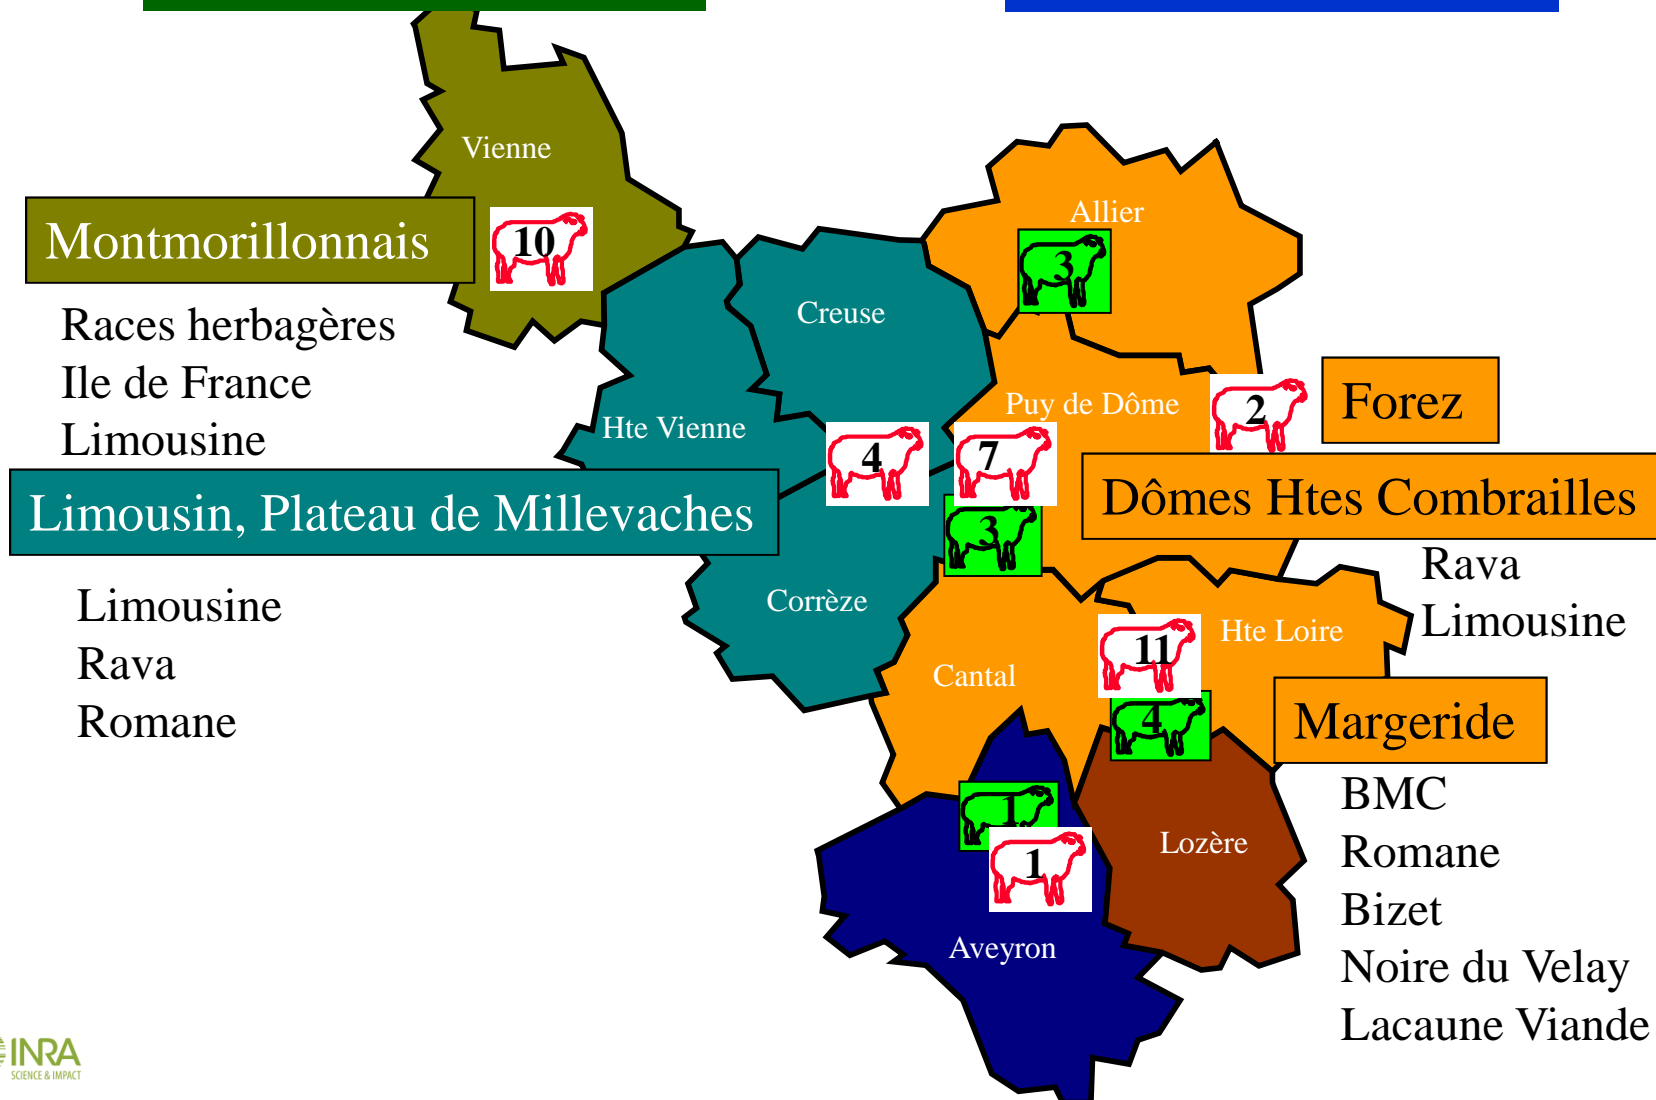 Vienne
Montmorillonnais
10
Races herbagères
Ile de France
Limousine
Allier
3
Creuse
Puy de Dôme
2
Forez
Hte Vienne
4
7
Limousin, Plateau de Millevaches
Dômes Htes Combrailles
3
Rava
Limousine
Limousine
Rava
Romane
Corrèze
Hte Loire
11
Cantal
4
Margeride
BMC
Romane
Bizet
Noire du Velay
Lacaune Viande
1
1
Lozère
Aveyron
INRA
SCIENCE & IMPACT